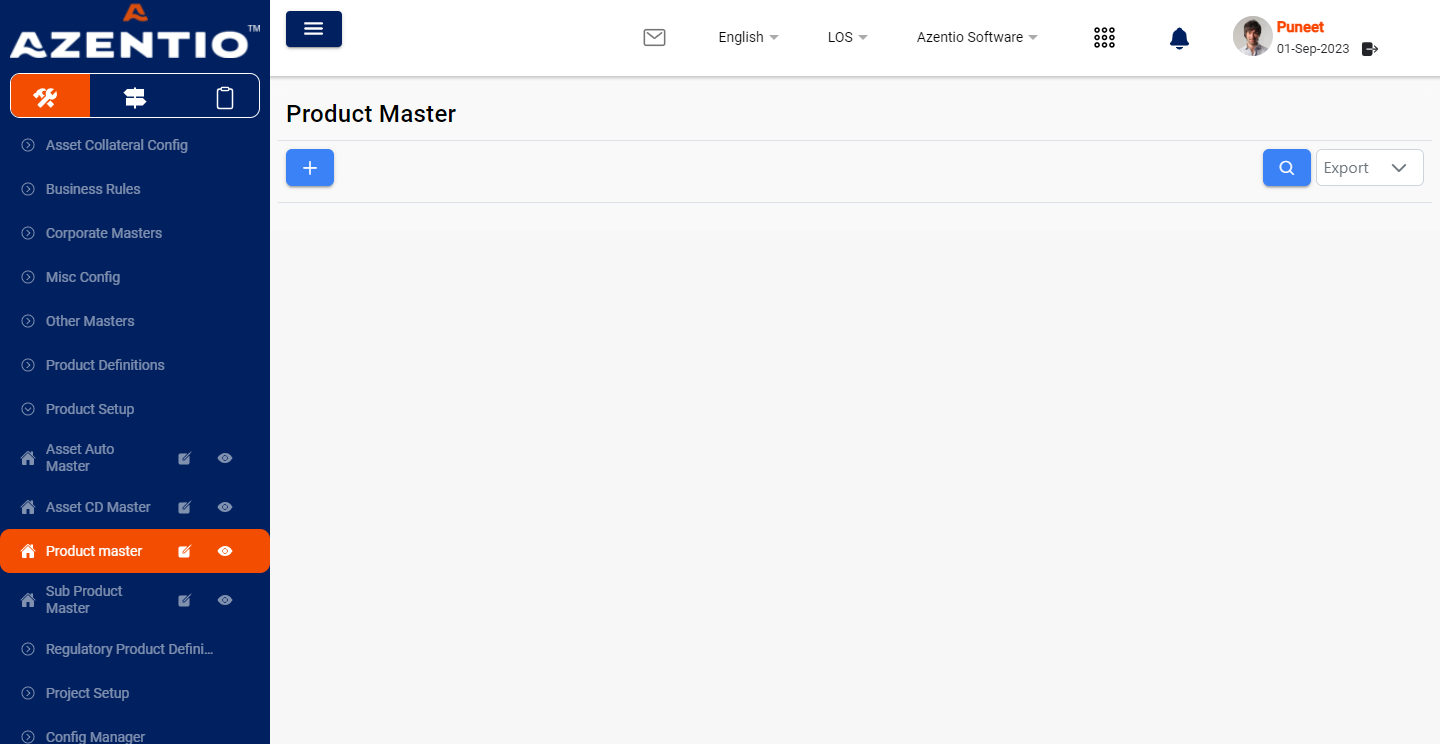 AZENTIO™
English
LOS
Azentio Software
Puneet
01-Sep-2023
Asset Collateral Config
Business Rules
Corporate Masters
Misc Config
Other Masters
Product Definitions
Product Setup
Asset Auto
Master
Asset CD Master
Product master
Sub Product
Master
Regulatory Product Defini...
Project Setup
Config Manager
Product Master
Export